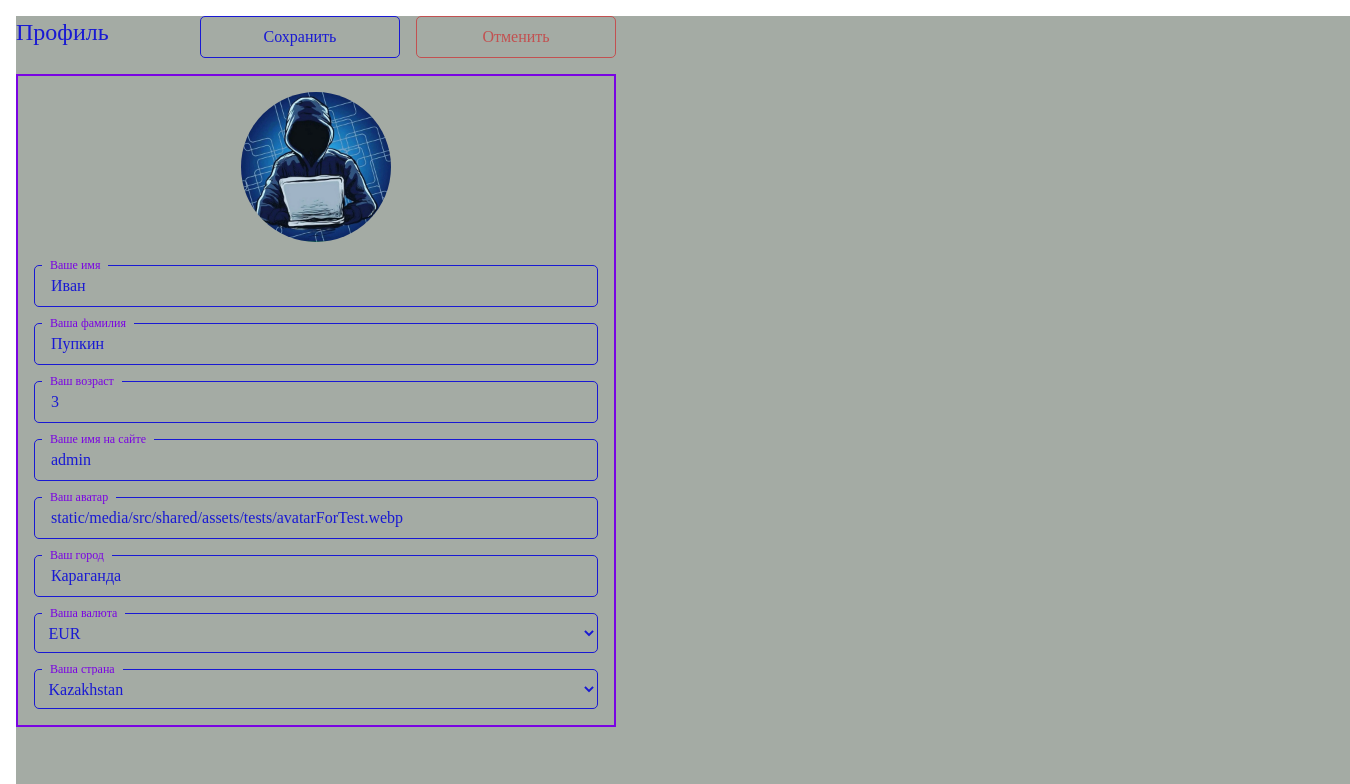 Профиль
Сохранить
Отменить
Ваше имя
Иван
Ваша фамилия
Пупкин
Ваш возраст
3
Ваше имя на сайте
admin
Ваш аватар
static/media/src/shared/assets/tests/avatarForTest.webp
Ваш город
Караганда
Ваша валюта
EUR
Ваша страна
Kazakhstan